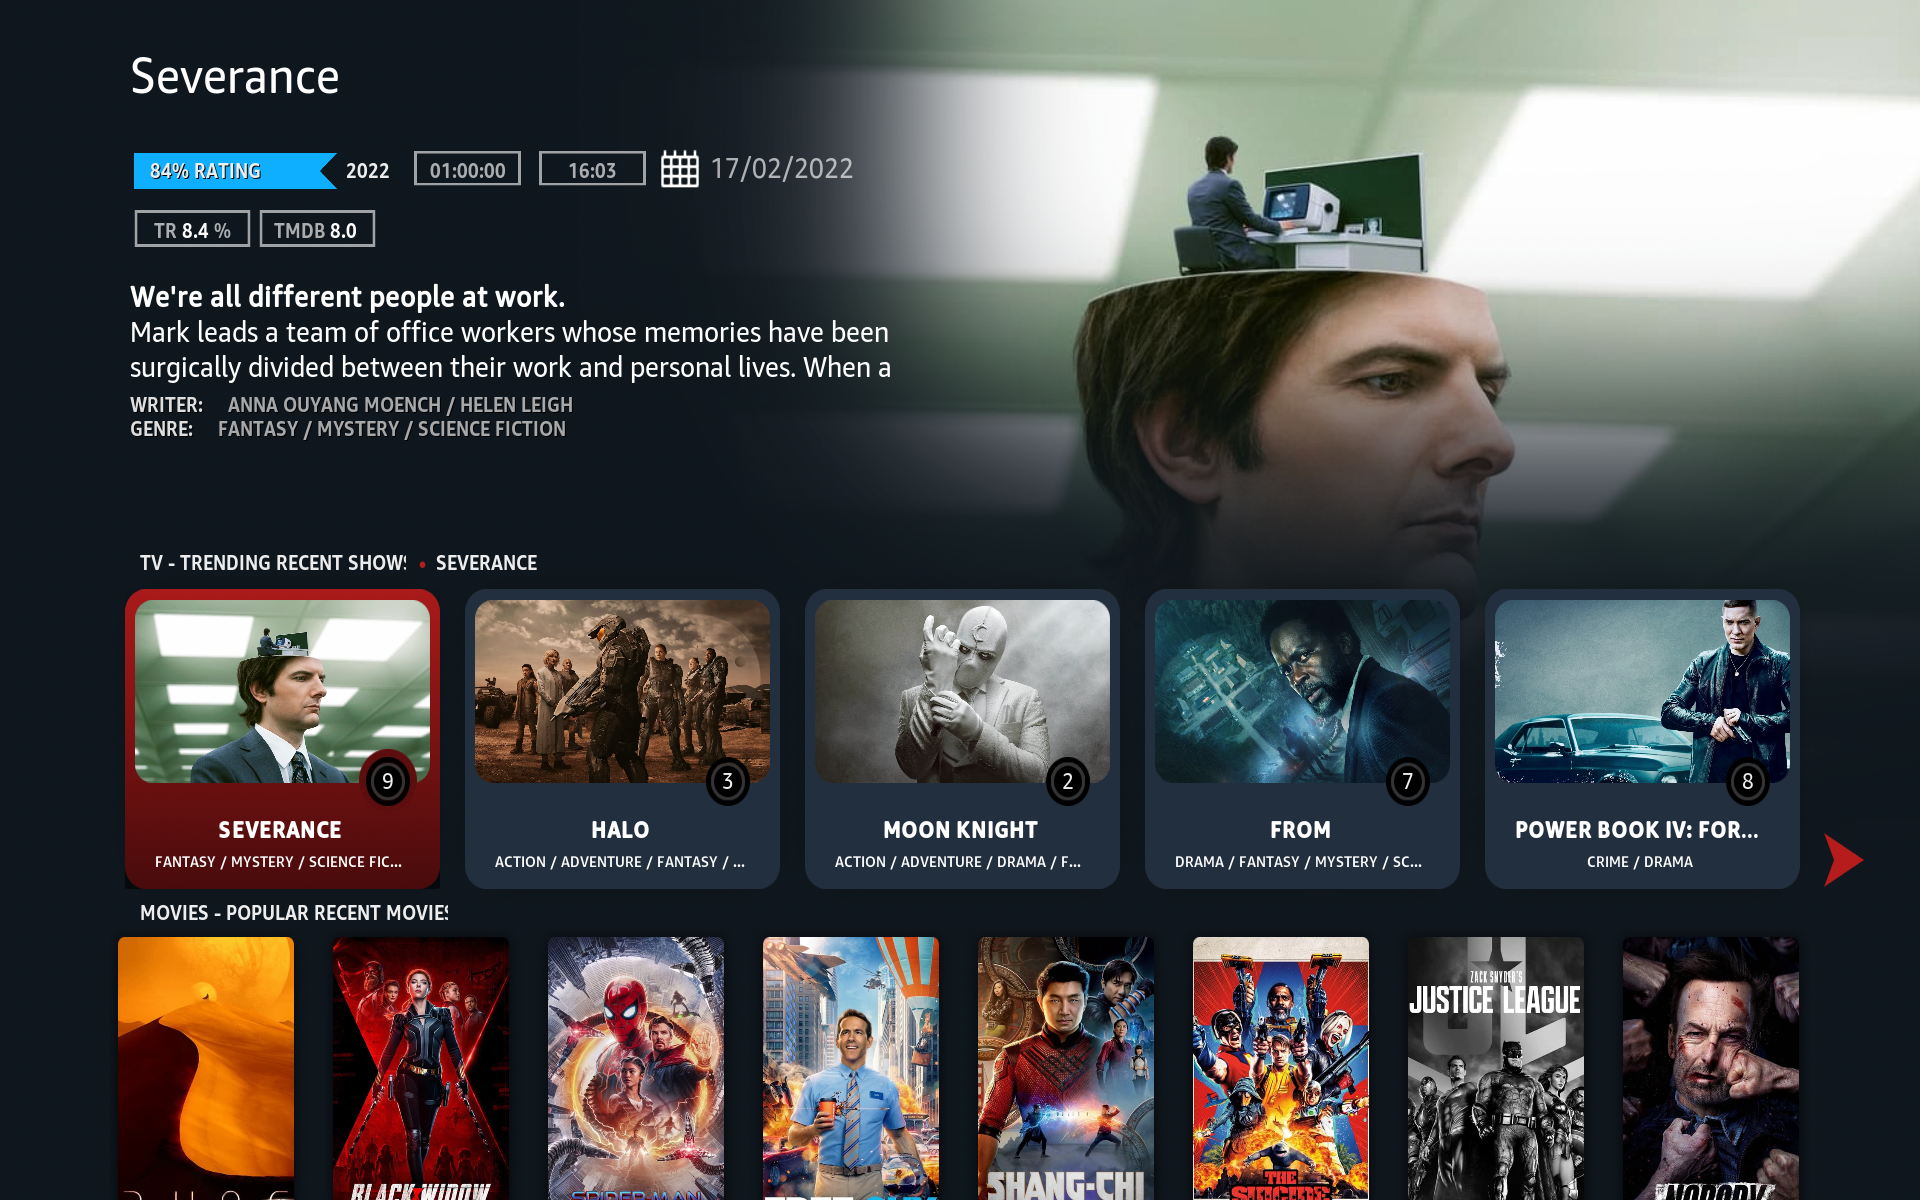 Severance
84% RATING 2022 01:00:00 16:03 17/02/2022
TR 8.4 % TMDB 8.0
We're all different people at work.
Mark leads a team of office workers whose memories have been
surgically divided between their work and personal lives. When a
WRITER: ANNA OUYANG MOENCH / HELEN LEIGH
GENRE: FANTASY / MYSTERY / SCIENCE FICTION
TV - TRENDING RECENT SHOWS • SEVERANCE
9 3 2 7 8
SEVERANCE HALO MOON KNIGHT FROM POWER BOOK IV: FOR...
FANTASY / MYSTERY / SCIENCE FIC... ACTION / ADVENTURE / FANTASY / ... ACTION / ADVENTURE / DRAMA / F... DRAMA / FANTASY / MYSTERY / SC... CRIME / DRAMA
MOVIES - POPULAR RECENT MOVIES
ZACK SNYDER'S
JUSTICE LEAGUE
BLACK WIDOW
SPIDER-MAN
FREE GUY
SHANG-CHI
THE
SUICIDE
NOBODY